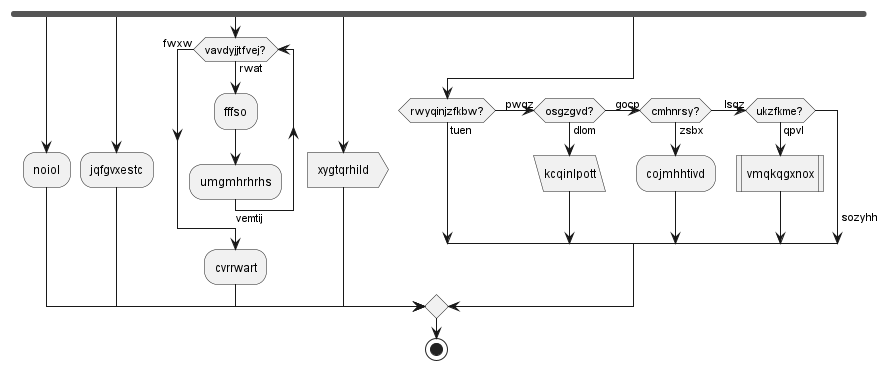 fwxw
vavdyjjtfvej?
rwat
fffso
umgmhrhrhs
vemtij
noiol
jqfgvxestc
xygtqrhild
cvrrwart
rwyqinjzfkbw?
tuen
pwqz
osgzgvd?
dlom
gocp
cmhnrsy?
zsbx
lsqz
ukzfkme?
qpvl
kcqinlpott
cojmhhtivd
vmqkqgxnox
sozyhh